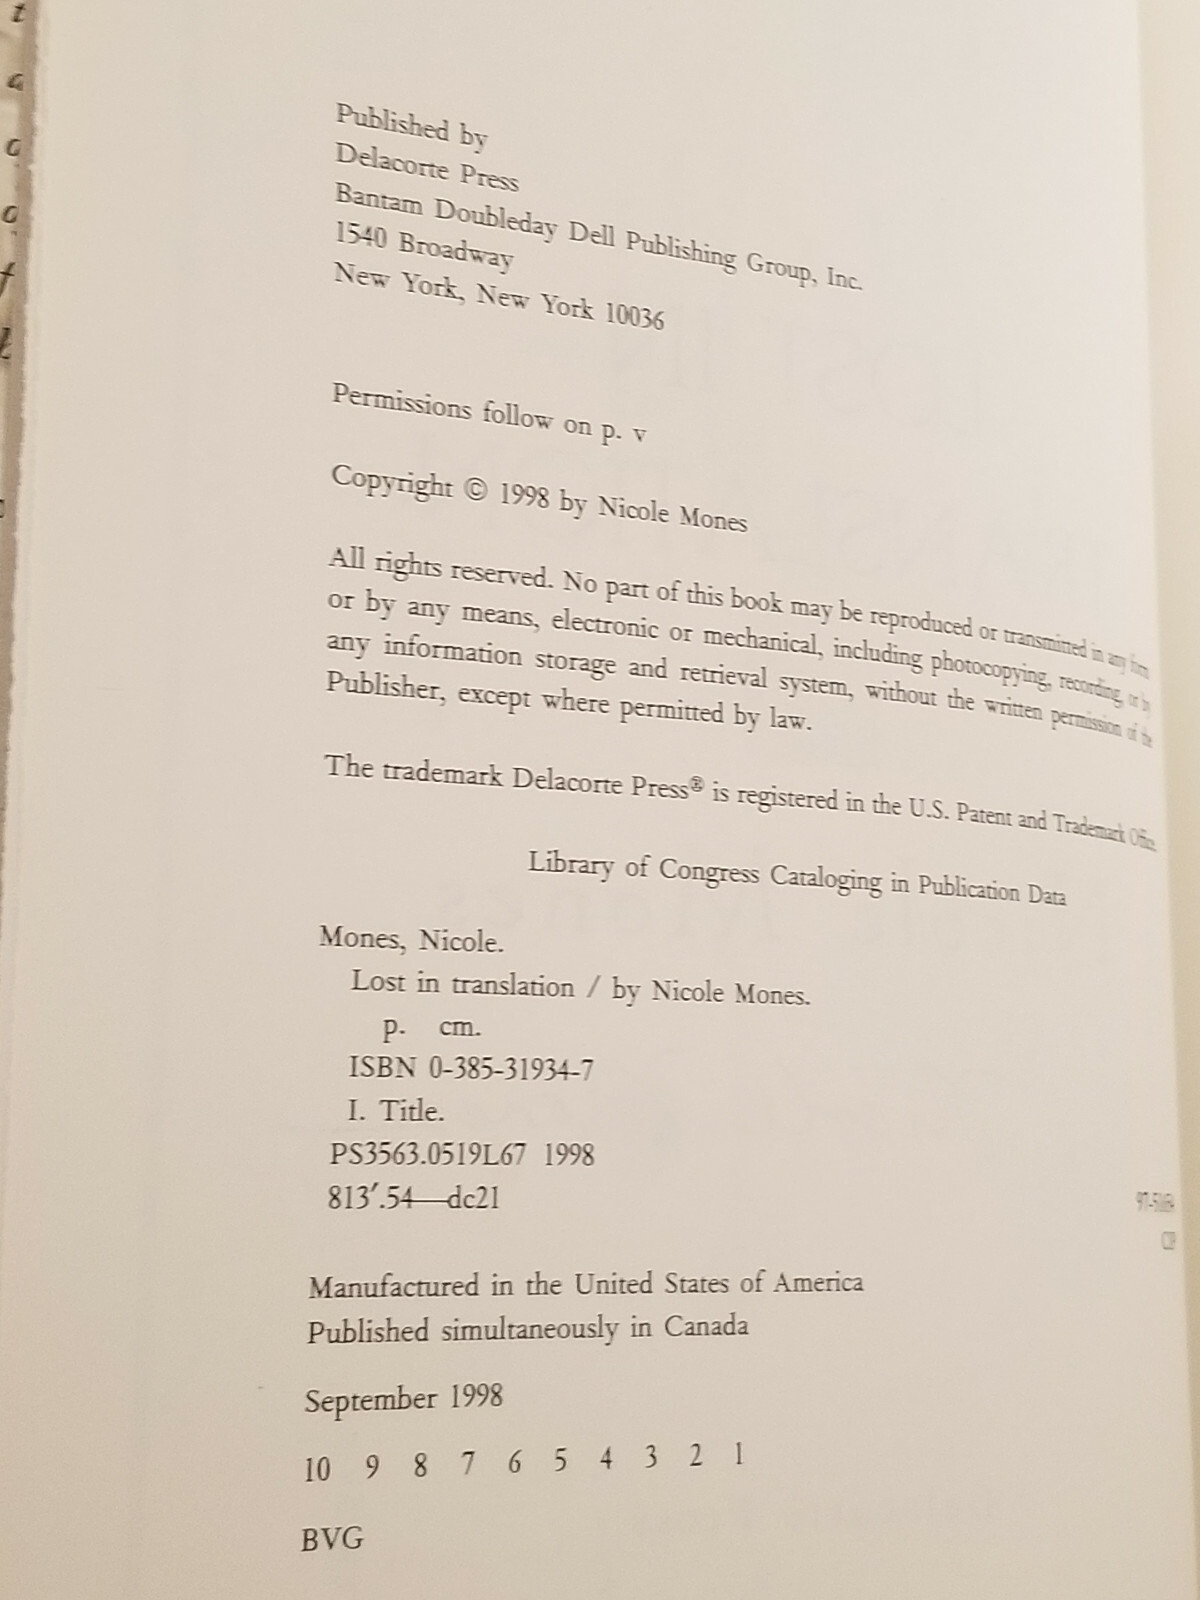 Published by
Delacorte Press
Bantam Doubleday Dell Publishing Group, Inc.
1540 Broadway
New York, New York 10036
Permissions follow on p. v
Copyright © 1998 by Nicole Mones
All rights reserved. No part of this book may be reproduced or transmitted in any form
or by any means, electronic or mechanical, including photocopying, recording, or by
any information storage and retrieval system, without the written permission of the
Publisher, except where permitted by law.
The trademark Delacorte Press® is registered in the U.S. Patent and Trademark Office.
Library of Congress Cataloging in Publication Data
Mones, Nicole.
Lost in translation / by Nicole Mones.
p. cm.
ISBN 0-385-31934-7
I. Title.
PS3563.0519L67 1998
813′.54—dc21
CIP
Manufactured in the United States of America
Published simultaneously in Canada
September 1998
10 9 8 7 6 5 4 3 2 1
BVG